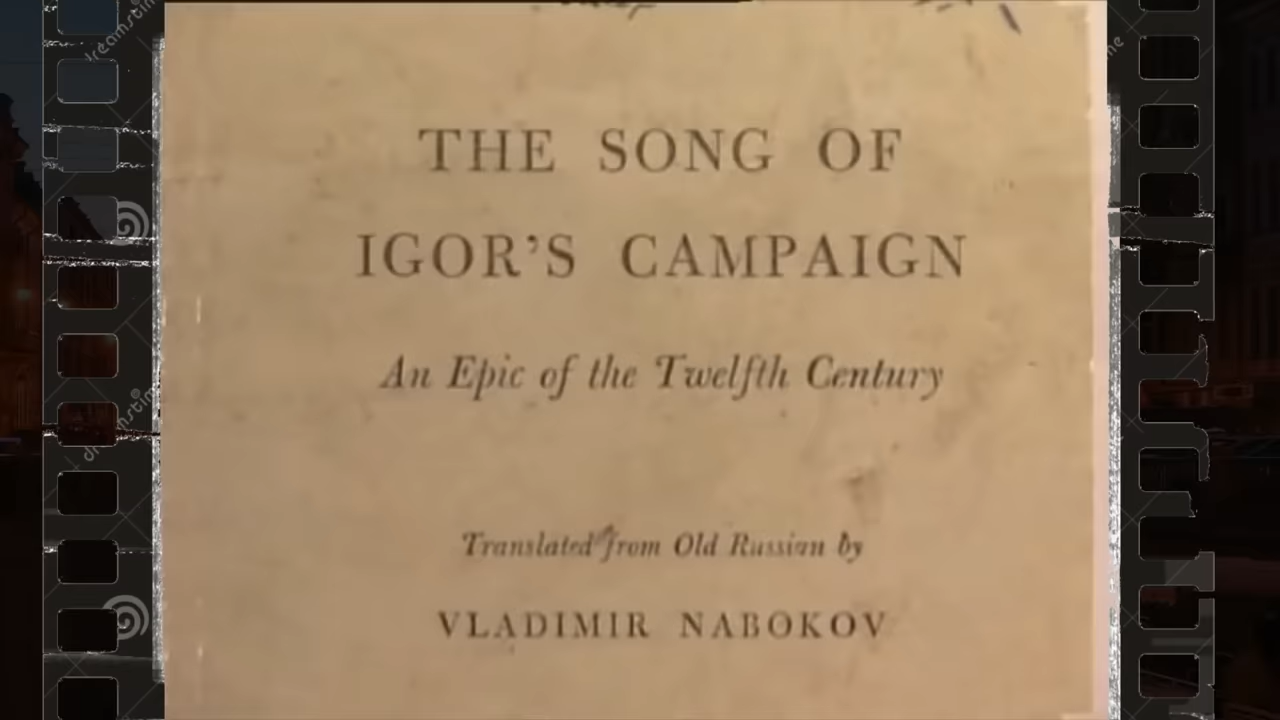 THE SONG OF
IGOR'S CAMPAIGN
An Epic of the Twelfth Century
Translated from Old Russian by
VLADIMIR NABOKOV